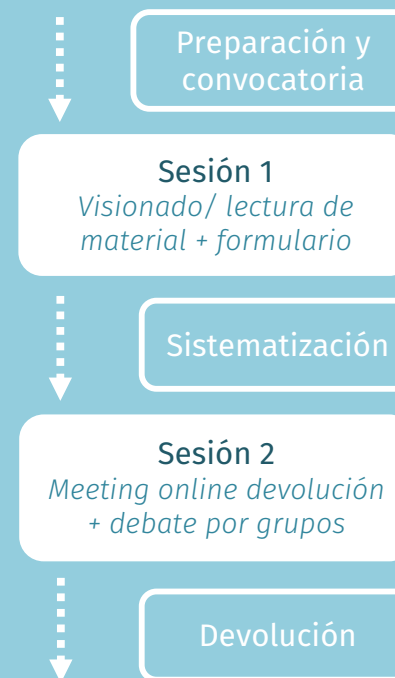 Preparación y
convocatoria
Sesión 1
Visionado/ lectura de
material + formulario
Sistematización
Sesión 2
Meeting online devolución
+ debate por grupos
Devolución